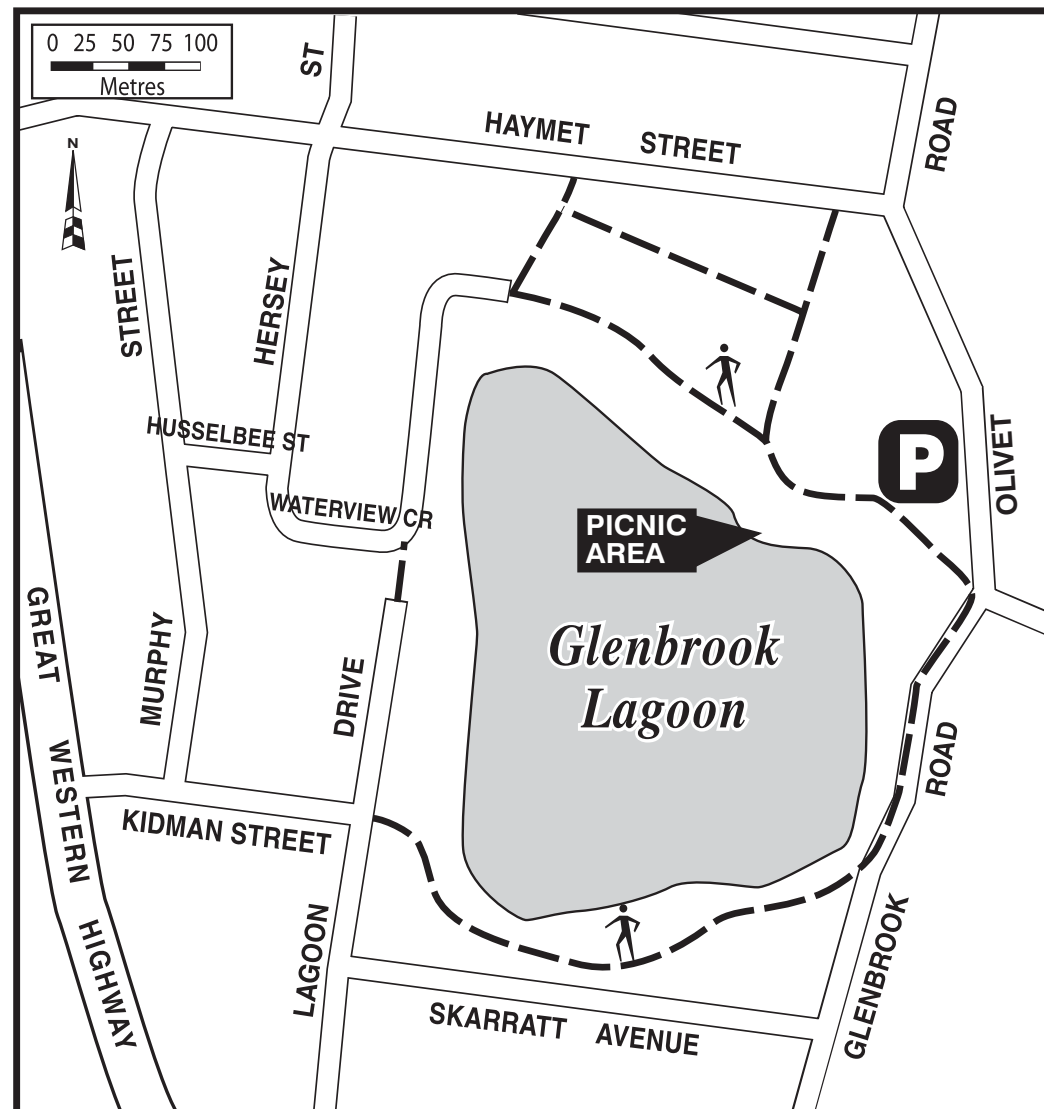 0 25 50 75 100
Metres
N
ST
HAYMET STREET
ROAD
STREET
HERSEY
HUSSELBEE ST
WATERVIEW CR
P
OLIVET
PICNIC
AREA
Glenbrook
Lagoon
GREAT WESTERN HIGHWAY
MURPHY
DRIVE
ROAD
KIDMAN STREET
LAGOON
GLENBROOK
SKARRATT AVENUE